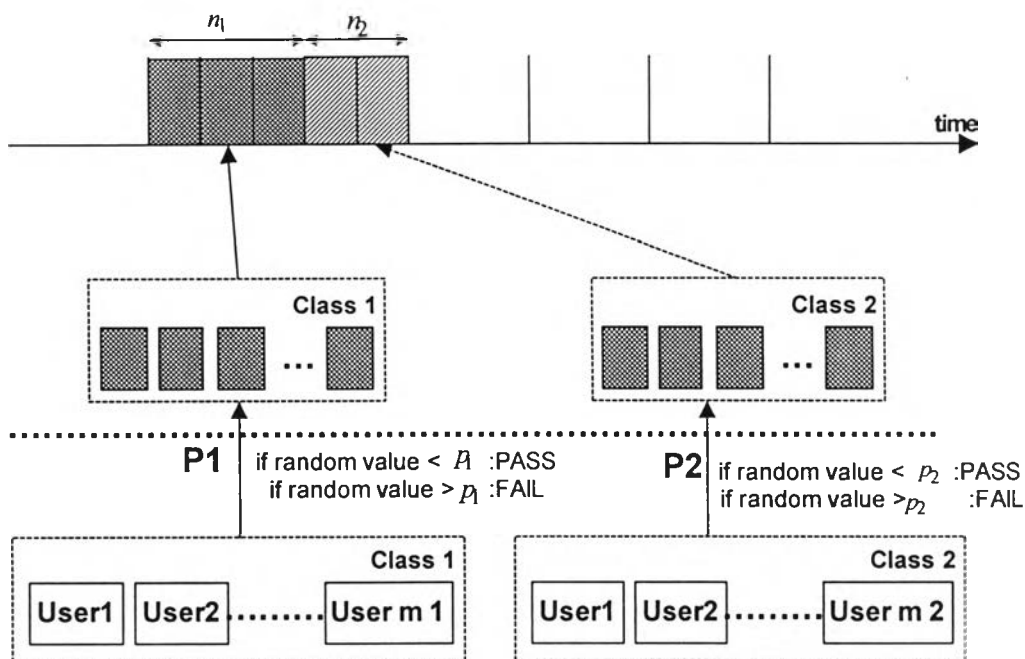 n₁ n₂
time
Class 1
...
Class 2
...
P1 if random value < p₁ :PASS
if random value > p₁ :FAIL
P2 if random value < p₂ :PASS
if random value >p₂ :FAIL
Class 1
User1 User2 ......... User m 1
Class 2
User1 User2 ......... User m 2